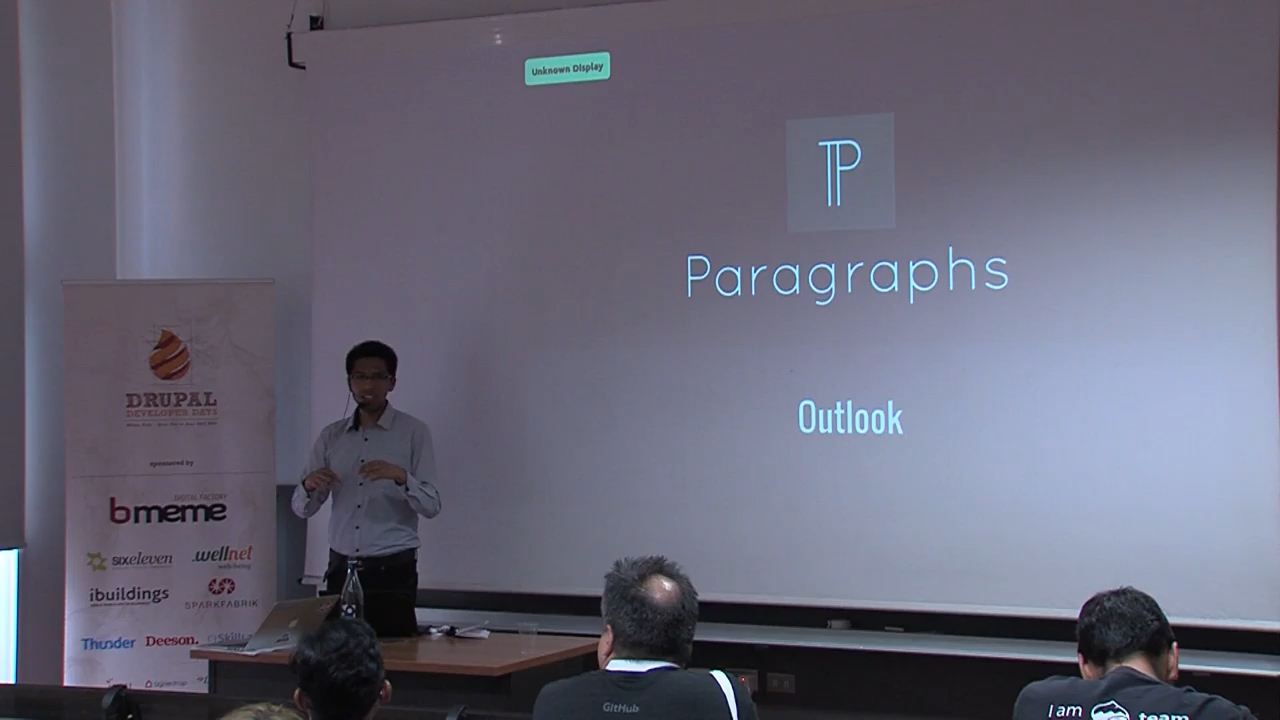 Unknown Display
Paragraphs
Outlook
DRUPAL
DEVELOPER DAYS
sponsored by
DIGITAL FACTORY
bmeme
sixeleven
.wellnet
ibuildings
SPARKFABRIK
Thunder
Deeson.
GitHub
I am
team